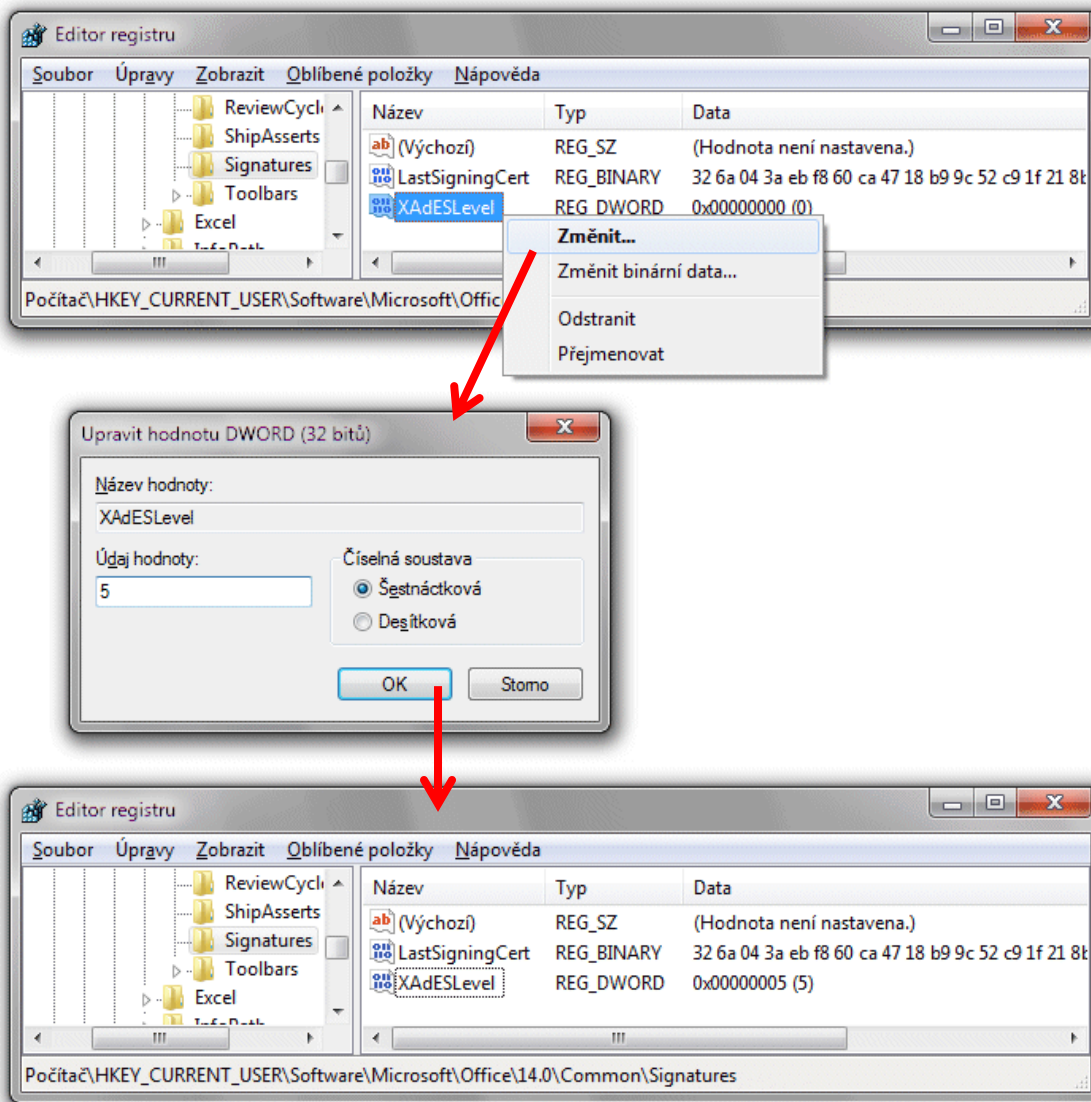 Editor registru
Soubor Úpravy Zobrazit Oblíbené položky Nápověda
ReviewCycl
ShipAsserts
Signatures
Toolbars
Excel
InfoPath
Název Typ Data
(Výchozí) REG_SZ (Hodnota není nastavena.)
LastSigningCert REG_BINARY 32 6a 04 3a eb f8 60 ca 47 18 b9 9c 52 c9 1f 21 8b
XAdESLevel REG_DWORD 0x00000000 (0)
Změnit...
Změnit binární data...
Odstranit
Přejmenovat
Počítač\HKEY_CURRENT_USER\Software\Microsoft\Offic
Upravit hodnotu DWORD (32 bitů)
Název hodnoty:
XAdESLevel
Údaj hodnoty:
5
Číselná soustava
Šestnáctková
Desítková
OK Storno
Editor registru
Soubor Úpravy Zobrazit Oblíbené položky Nápověda
ReviewCycl
ShipAsserts
Signatures
Toolbars
Excel
InfoPath
Název Typ Data
(Výchozí) REG_SZ (Hodnota není nastavena.)
LastSigningCert REG_BINARY 32 6a 04 3a eb f8 60 ca 47 18 b9 9c 52 c9 1f 21 8b
XAdESLevel REG_DWORD 0x00000005 (5)
Počítač\HKEY_CURRENT_USER\Software\Microsoft\Office\14.0\Common\Signatures